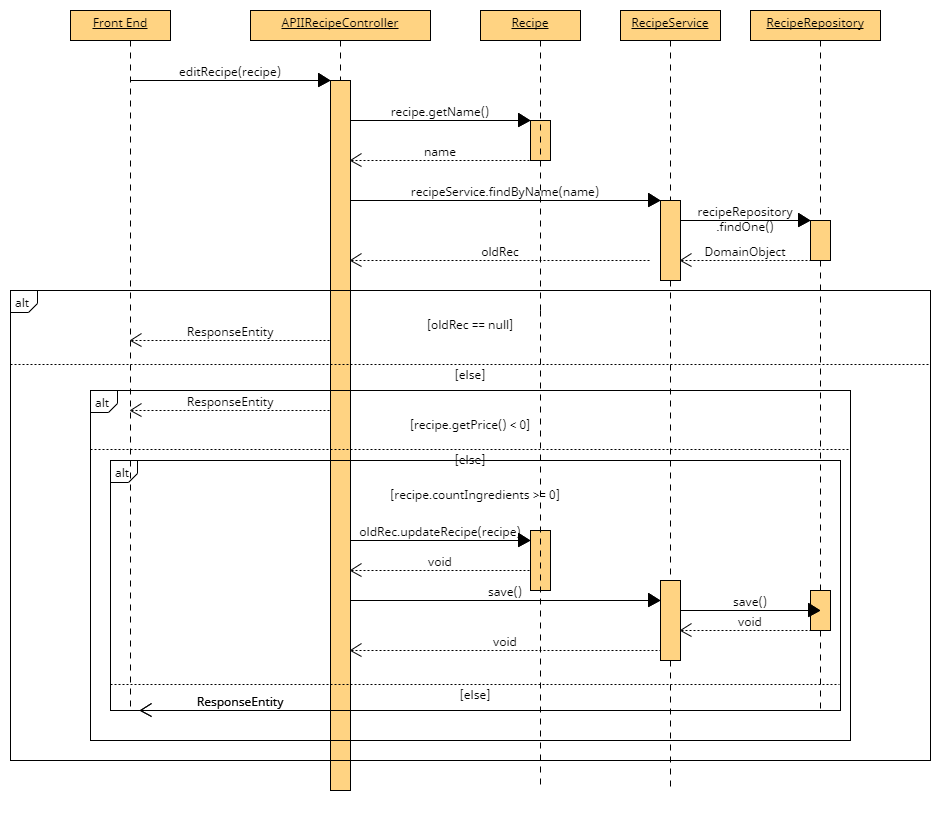 Front End
APIIRecipeController
Recipe
RecipeService
RecipeRepository
editRecipe(recipe)
recipe.getName()
name
recipeService.findByName(name)
recipeRepository
.findOne()
oldRec
DomainObject
alt
[oldRec == null]
ResponseEntity
[else]
alt
ResponseEntity
[recipe.getPrice() < 0]
[else]
alt
[recipe.countIngredients >= 0]
oldRec.updateRecipe(recipe)
void
save()
save()
void
void
[else]
ResponseEntity